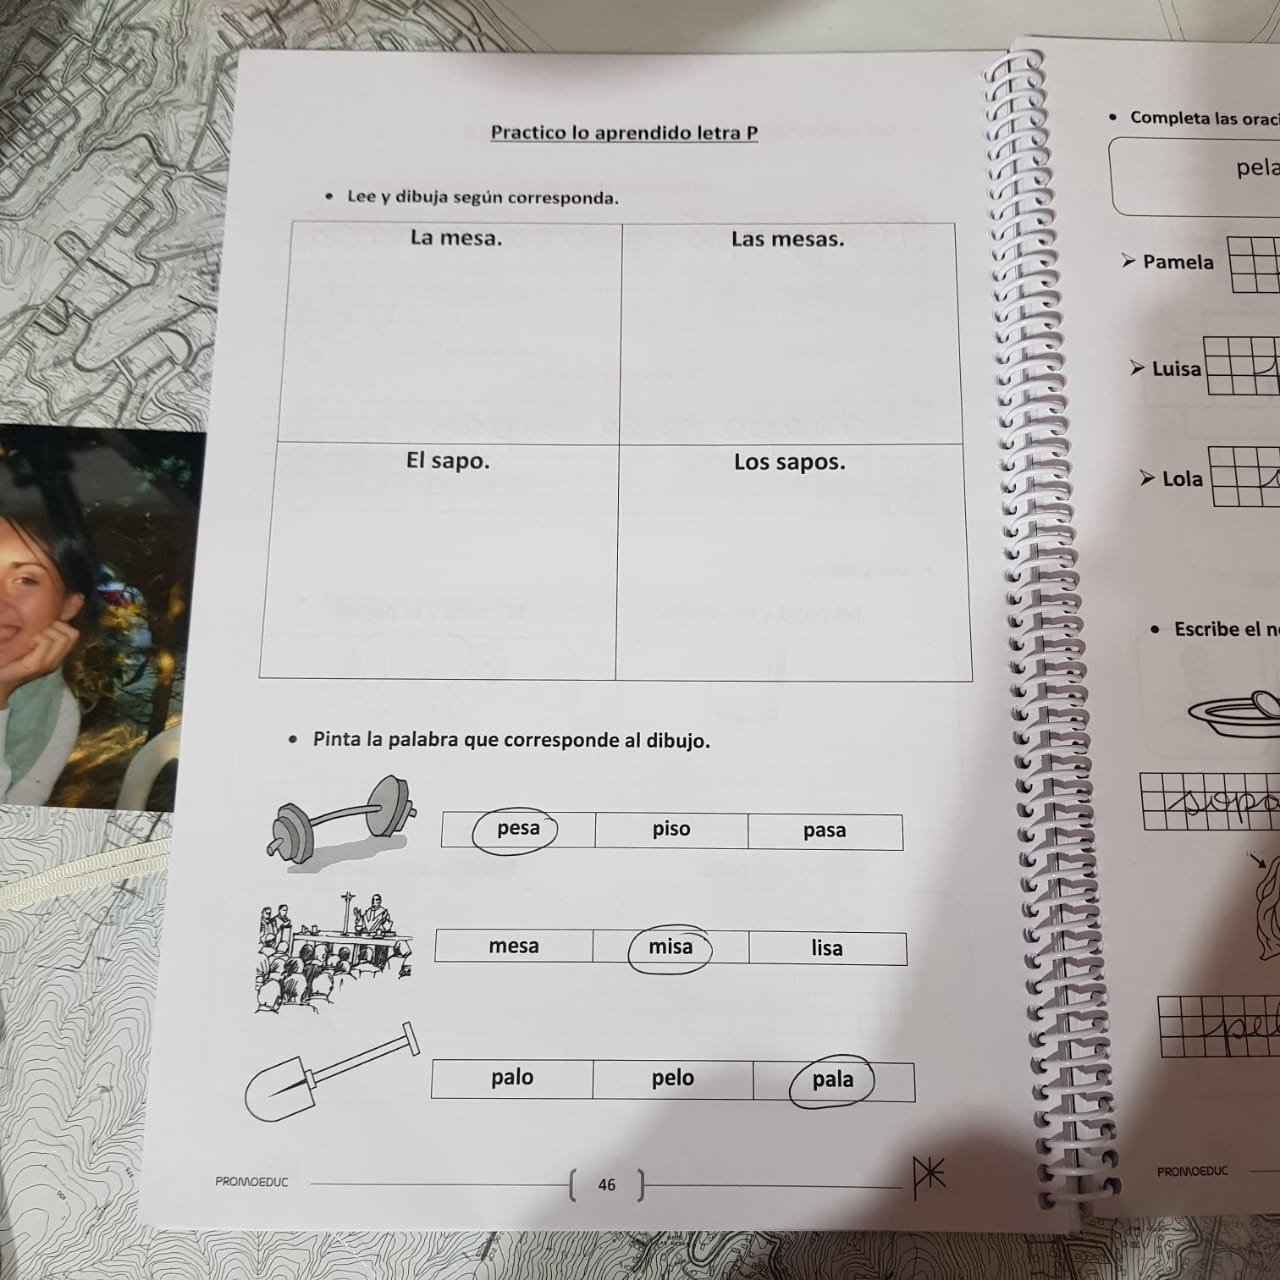 Practico lo aprendido letra P
• Lee y dibuja según corresponda.
La mesa.
Las mesas.
El sapo.
Los sapos.
• Pinta la palabra que corresponde al dibujo.
pesa piso pasa
mesa misa lisa
palo pelo pala
PROMOEDUC
46
• Completa las
pela
➢ Pamela
➢ Luisa
➢ Lola
• Escribe el
sopa
PROMOEDUC